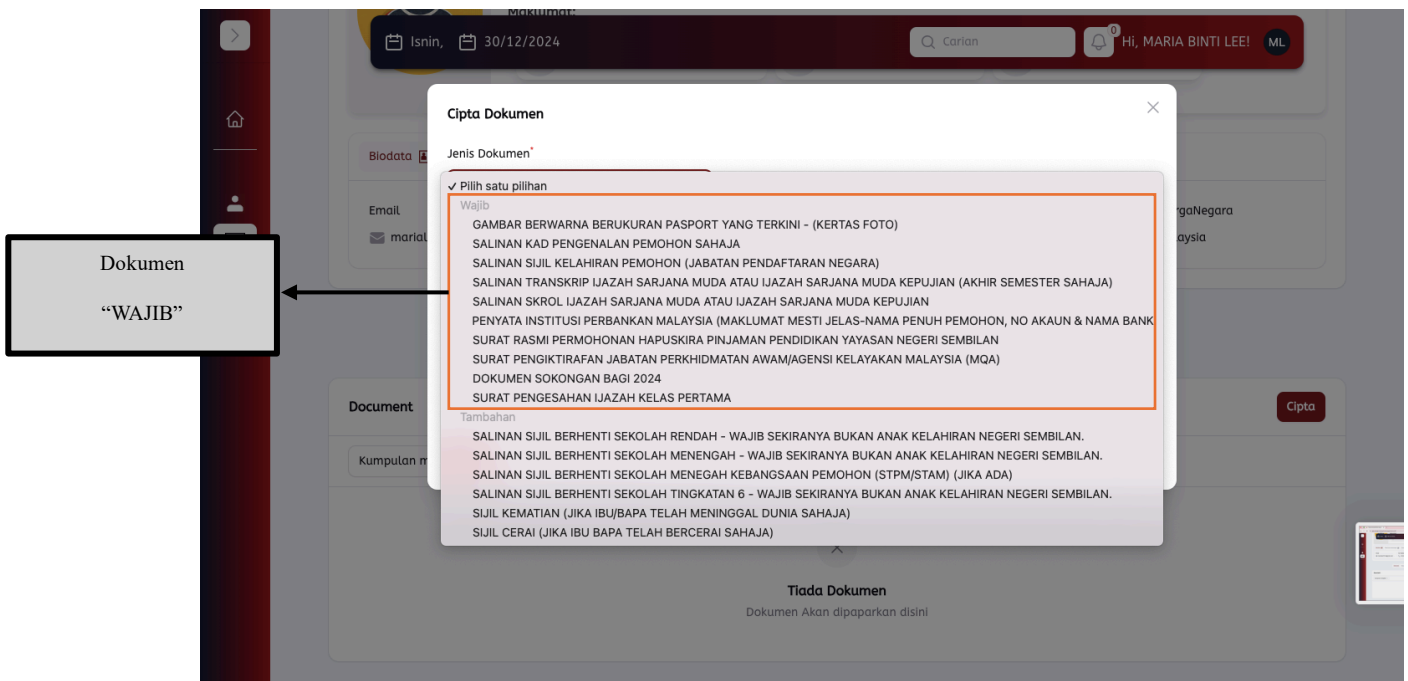 Maklumat:
Isnin, 30/12/2024
Carian
0
Hi, MARIA BINTI LEE!
ML
Cipta Dokumen
Jenis Dokumen*
Biodata
✓ Pilih satu pilihan
Wajib
GAMBAR BERWARNA BERUKURAN PASPORT YANG TERKINI - (KERTAS FOTO)
SALINAN KAD PENGENALAN PEMOHON SAHAJA
SALINAN SIJIL KELAHIRAN PEMOHON (JABATAN PENDAFTARAN NEGARA)
SALINAN TRANSKRIP IJAZAH SARJANA MUDA ATAU IJAZAH SARJANA MUDA KEPUJIAN (AKHIR SEMESTER SAHAJA)
SALINAN SKROL IJAZAH SARJANA MUDA ATAU IJAZAH SARJANA MUDA KEPUJIAN
PENYATA INSTITUSI PERBANKAN MALAYSIA (MAKLUMAT MESTI JELAS-NAMA PENUH PEMOHON, NO AKAUN & NAMA BANK
SURAT RASMI PERMOHONAN HAPUSKIRA PINJAMAN PENDIDIKAN YAYASAN NEGERI SEMBILAN
SURAT PENGIKTIRAFAN JABATAN PERKHIDMATAN AWAM/AGENSI KELAYAKAN MALAYSIA (MQA)
DOKUMEN SOKONGAN BAGI 2024
SURAT PENGESAHAN IJAZAH KELAS PERTAMA
Tambahan
SALINAN SIJIL BERHENTI SEKOLAH RENDAH - WAJIB SEKIRANYA BUKAN ANAK KELAHIRAN NEGERI SEMBILAN.
SALINAN SIJIL BERHENTI SEKOLAH MENENGAH - WAJIB SEKIRANYA BUKAN ANAK KELAHIRAN NEGERI SEMBILAN.
SALINAN SIJIL BERHENTI SEKOLAH MENEGAH KEBANGSAAN PEMOHON (STPM/STAM) (JIKA ADA)
SALINAN SIJIL BERHENTI SEKOLAH TINGKATAN 6 - WAJIB SEKIRANYA BUKAN ANAK KELAHIRAN NEGERI SEMBILAN.
SIJIL KEMATIAN (JIKA IBU/BAPA TELAH MENINGGAL DUNIA SAHAJA)
SIJIL CERAI (JIKA IBU BAPA TELAH BERCERAI SAHAJA)
Email
marial
rgaNegara
aysia
Dokumen
“WAJIB”
Document
Cipta
Kumpulan m
Tiada Dokumen
Dokumen Akan dipaparkan disini